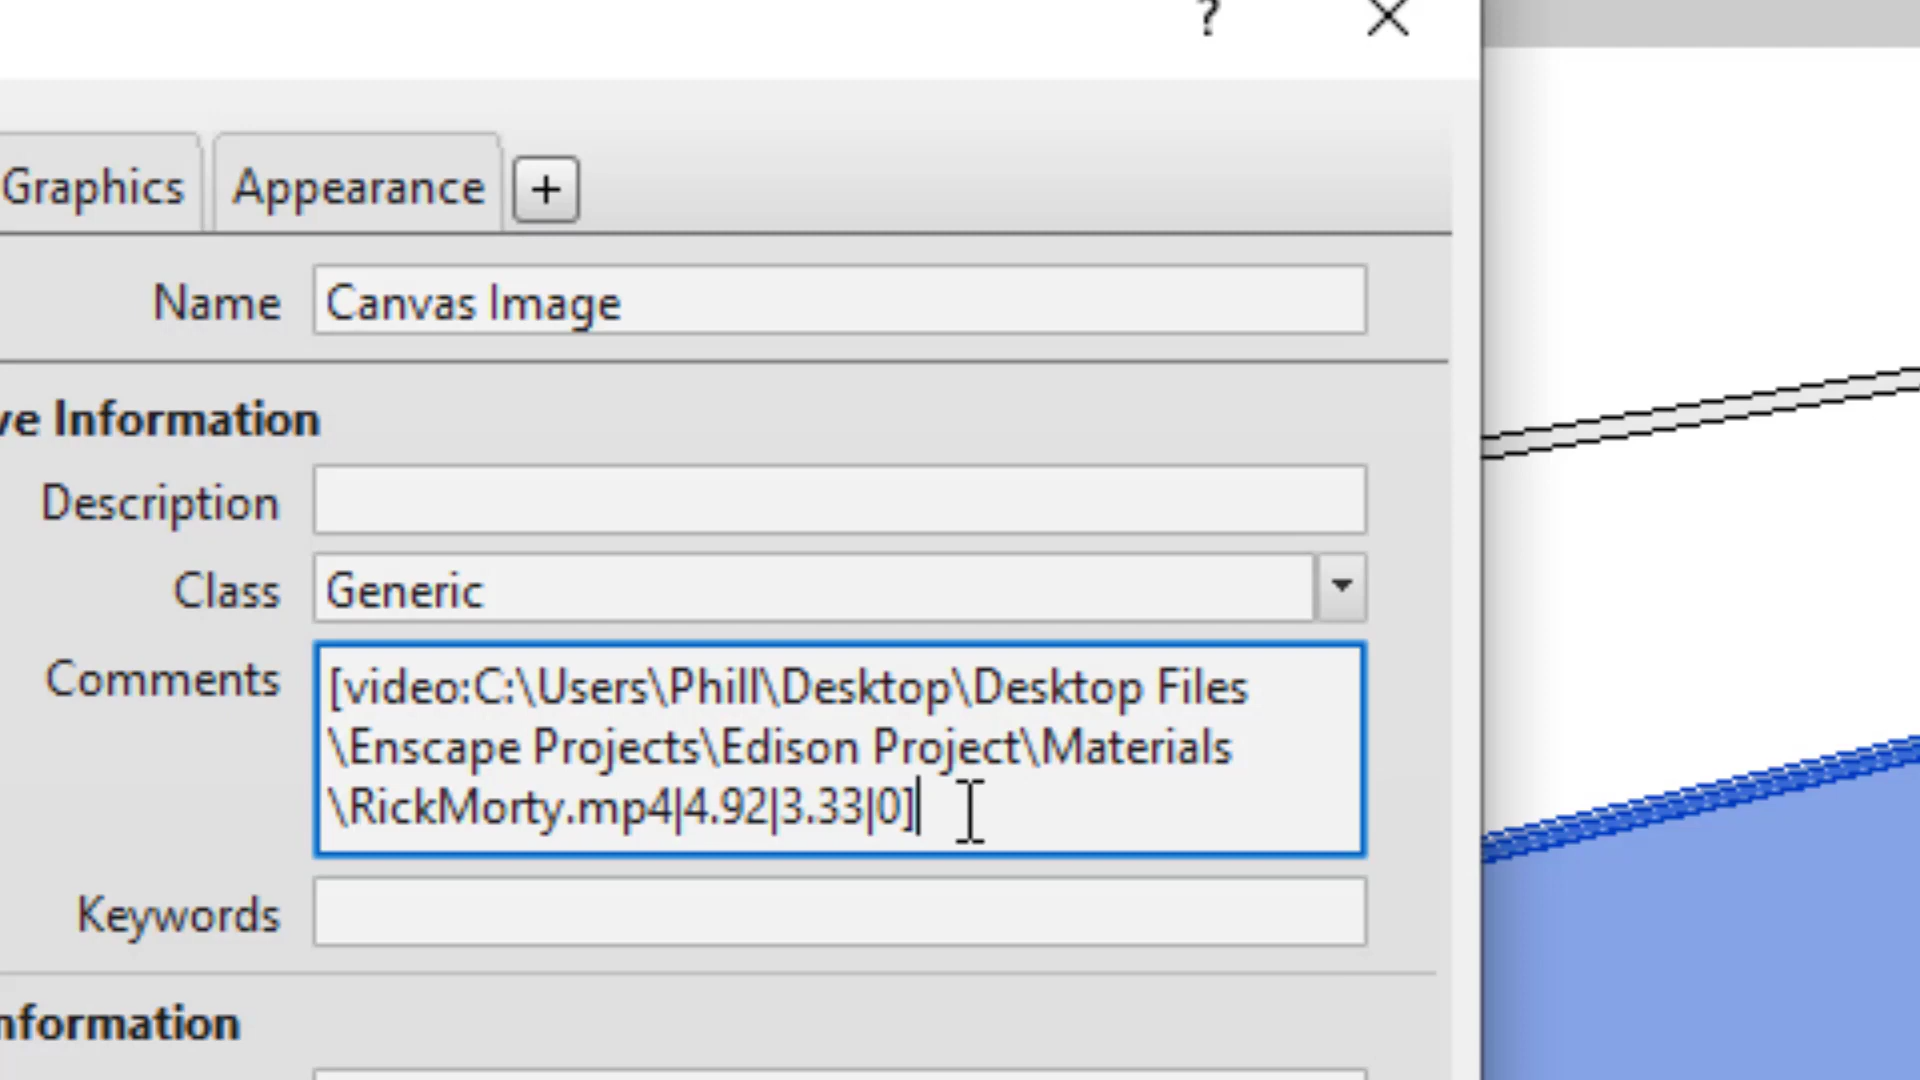 ?
Graphics
Appearance
+
Name
Canvas Image
ve Information
Description
Class
Generic
Comments
[video:C:\Users\Phill\Desktop\Desktop Files
\Enscape Projects\Edison Project\Materials
\RickMorty.mp4|4.92|3.33|0]
Keywords
nformation